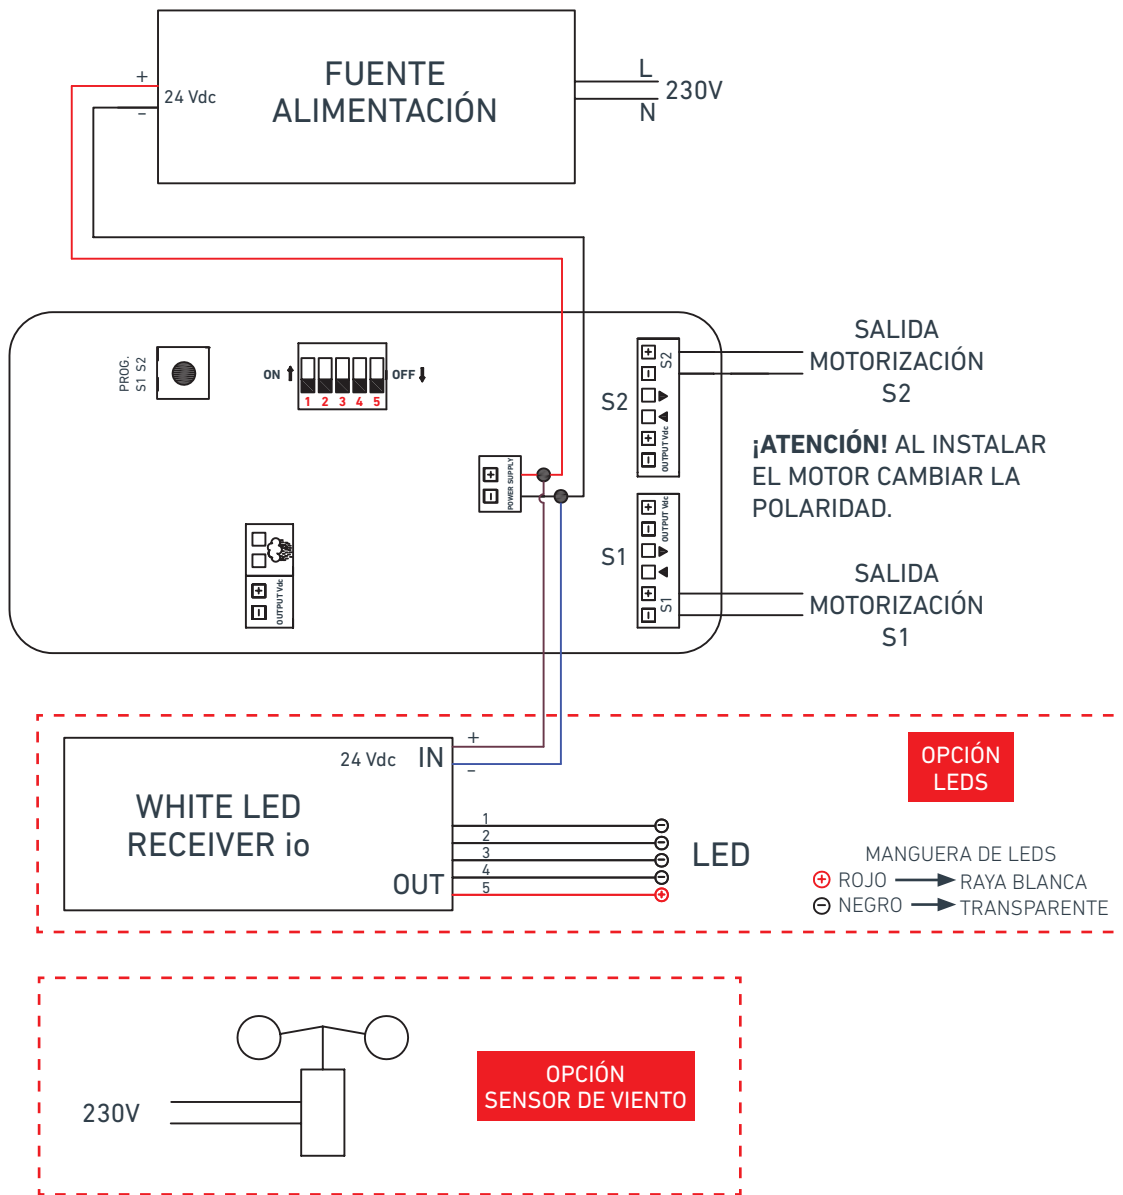 FUENTE
ALIMENTACIÓN
+
24 Vdc
–
L
230V
N
PROG.
S1 S2
ON
OFF
1 2 3 4 5
POWER SUPPLY
+
-
S2
S2
+
-
OUTPUT Vdc
+
-
SALIDA
MOTORIZACIÓN
S2
¡ATENCIÓN! AL INSTALAR
EL MOTOR CAMBIAR LA
POLARIDAD.
S1
OUTPUT Vdc
+
-
S1
+
-
SALIDA
MOTORIZACIÓN
S1
OUTPUT Vdc
+
-
24 Vdc IN
+
–
WHITE LED
RECEIVER io
OUT
1
2
3
4
5
LED
OPCIÓN
LEDS
MANGUERA DE LEDS
+ ROJO RAYA BLANCA
- NEGRO TRANSPARENTE
230V
OPCIÓN
SENSOR DE VIENTO